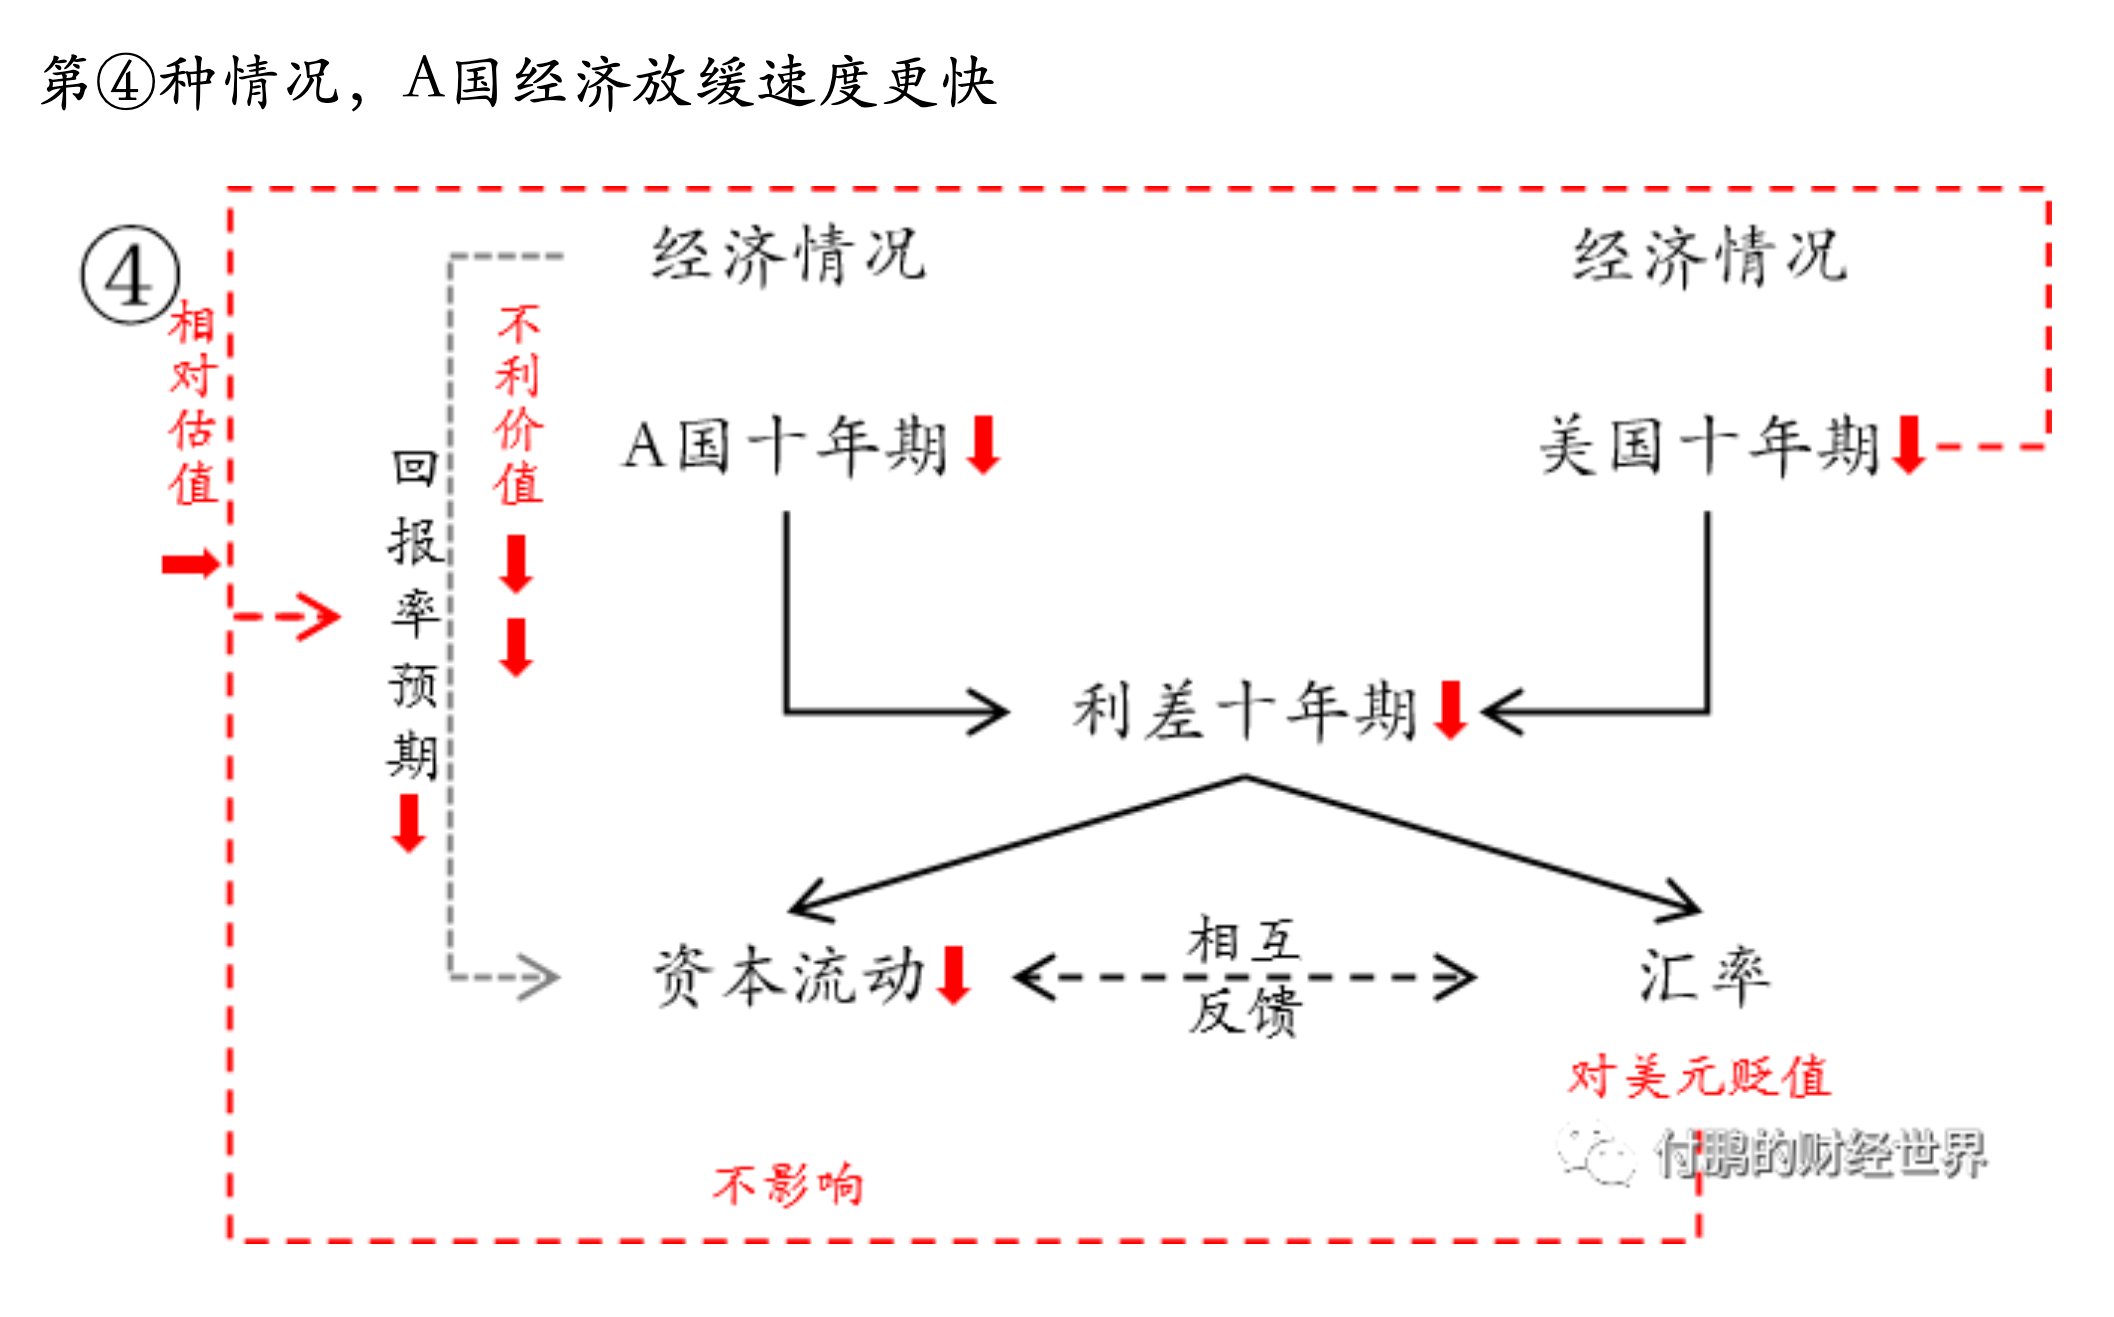 第④种情况，A国经济放缓速度更快
④
经济情况
经济情况
相对估值
不利价值
A国十年期
美国十年期
回报率预期
利差十年期
资本流动
相互
反馈
汇率
对美元贬值
付鹏的财经世界
不影响